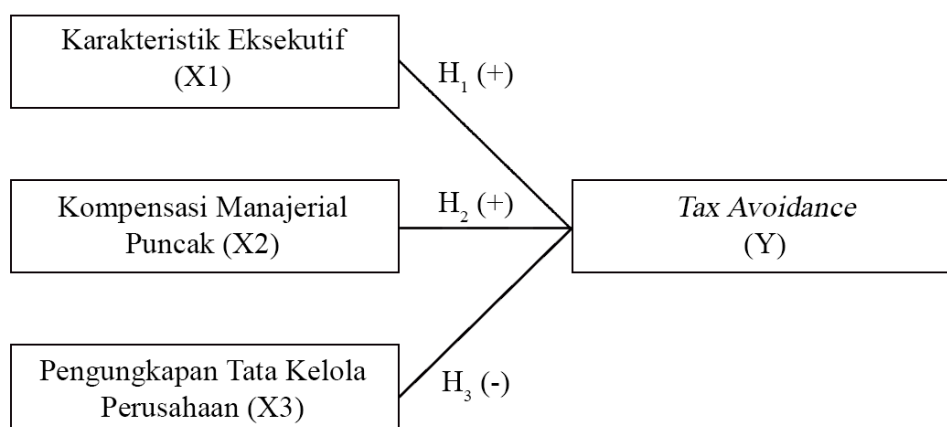 Karakteristik Eksekutif
(X1)
H₁ (+)
Kompensasi Manajerial
Puncak (X2)
H₂ (+)
Tax Avoidance
(Y)
Pengungkapan Tata Kelola
Perusahaan (X3)
H₃ (-)